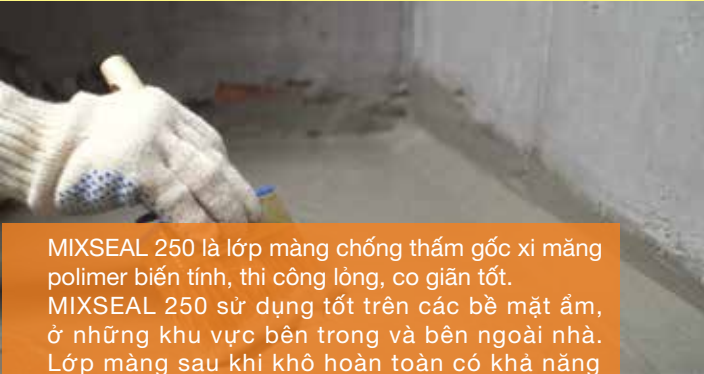 MIXSEAL 250 là lớp màng chống thấm gốc xi măng
polimer biến tính, thi công lỏng, co giãn tốt.
MIXSEAL 250 sử dụng tốt trên các bề mặt ẩm,
ở những khu vực bên trong và bên ngoài nhà.
Lớp màng sau khi khô hoàn toàn có khả năng